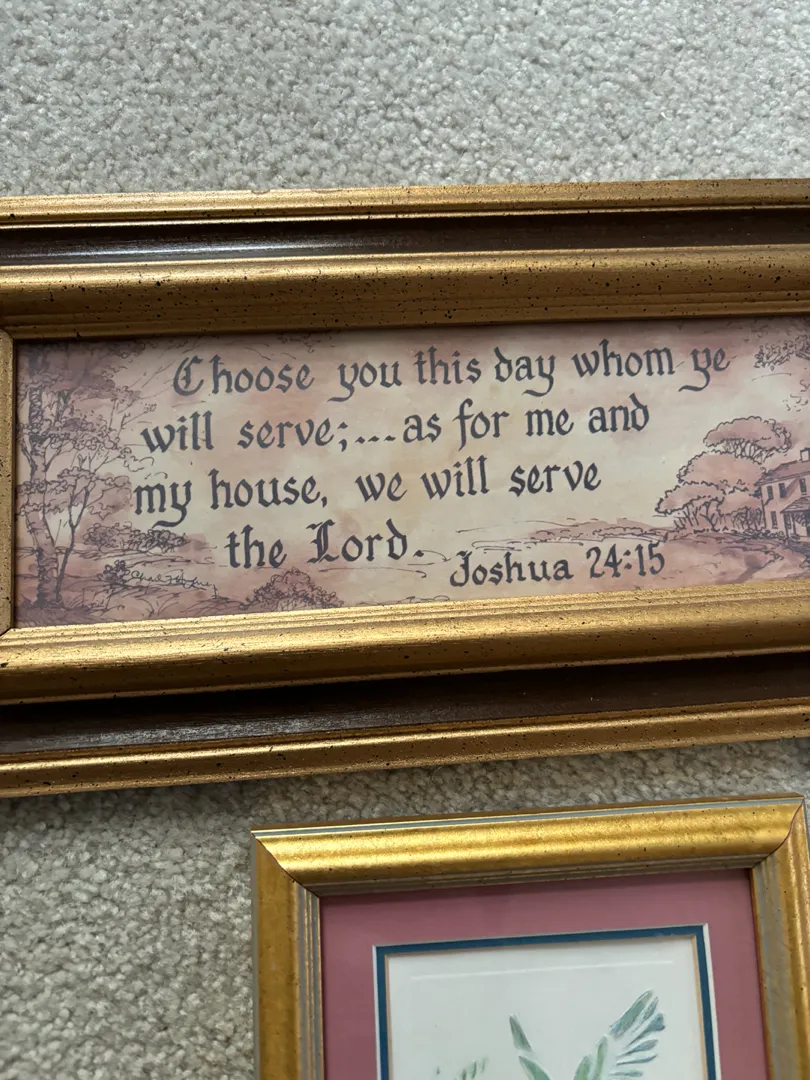 Choose you this day whom ye
will serve;...as for me and
my house, we will serve
the Lord.
Joshua 24:15